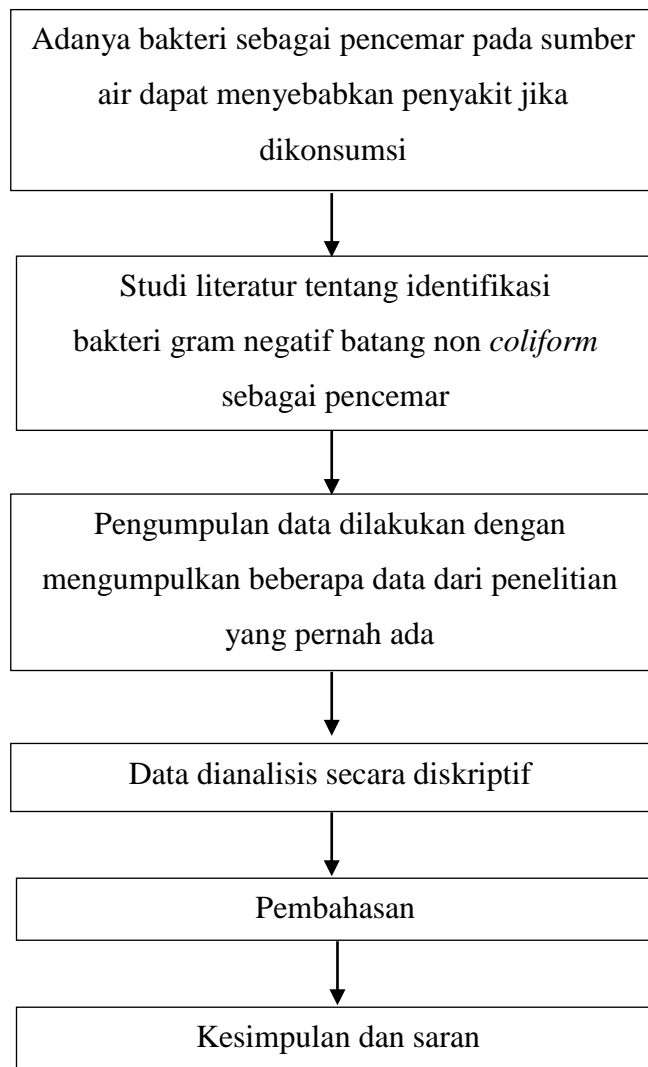 Adanya bakteri sebagai pencemar pada sumber
air dapat menyebabkan penyakit jika
dikonsumsi
Studi literatur tentang identifikasi
bakteri gram negatif batang non coliform
sebagai pencemar
Pengumpulan data dilakukan dengan
mengumpulkan beberapa data dari penelitian
yang pernah ada
Data dianalisis secara diskriptif
Pembahasan
Kesimpulan dan saran